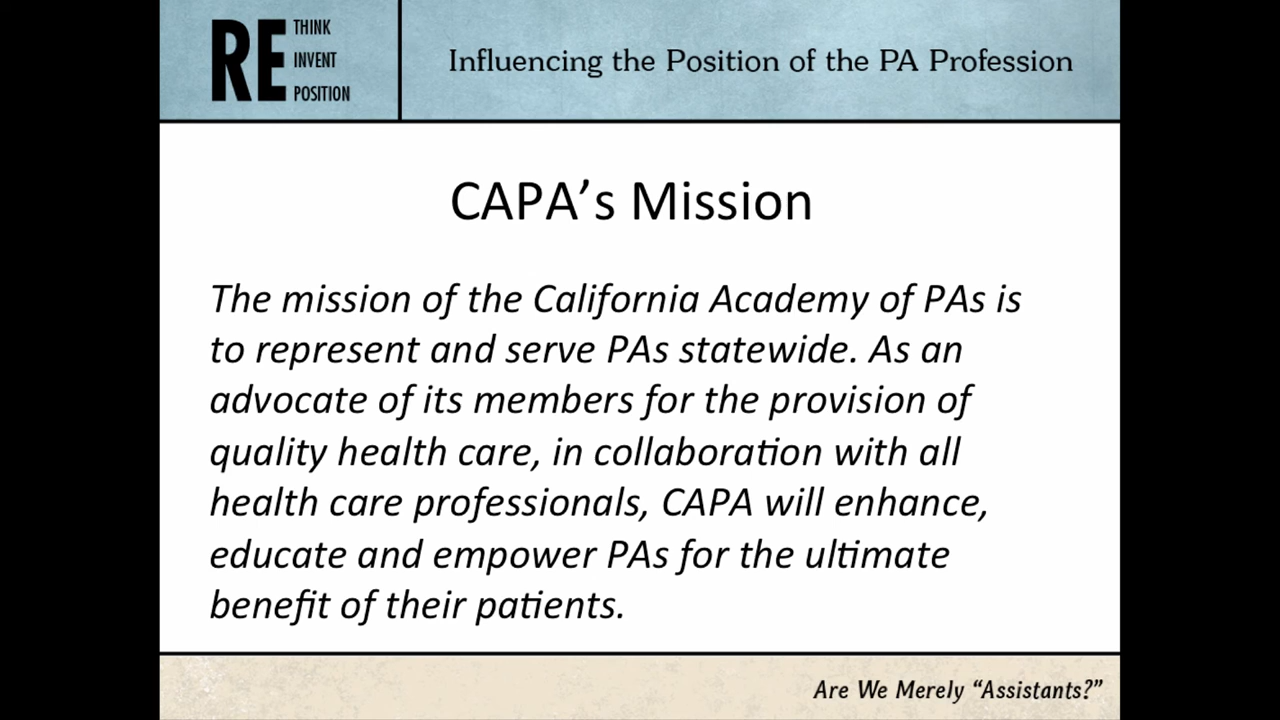 RE THINK
INVENT
POSITION
Influencing the Position of the PA Profession
CAPA’s Mission
The mission of the California Academy of PAs is
to represent and serve PAs statewide. As an
advocate of its members for the provision of
quality health care, in collaboration with all
health care professionals, CAPA will enhance,
educate and empower PAs for the ultimate
benefit of their patients.
Are We Merely “Assistants?”